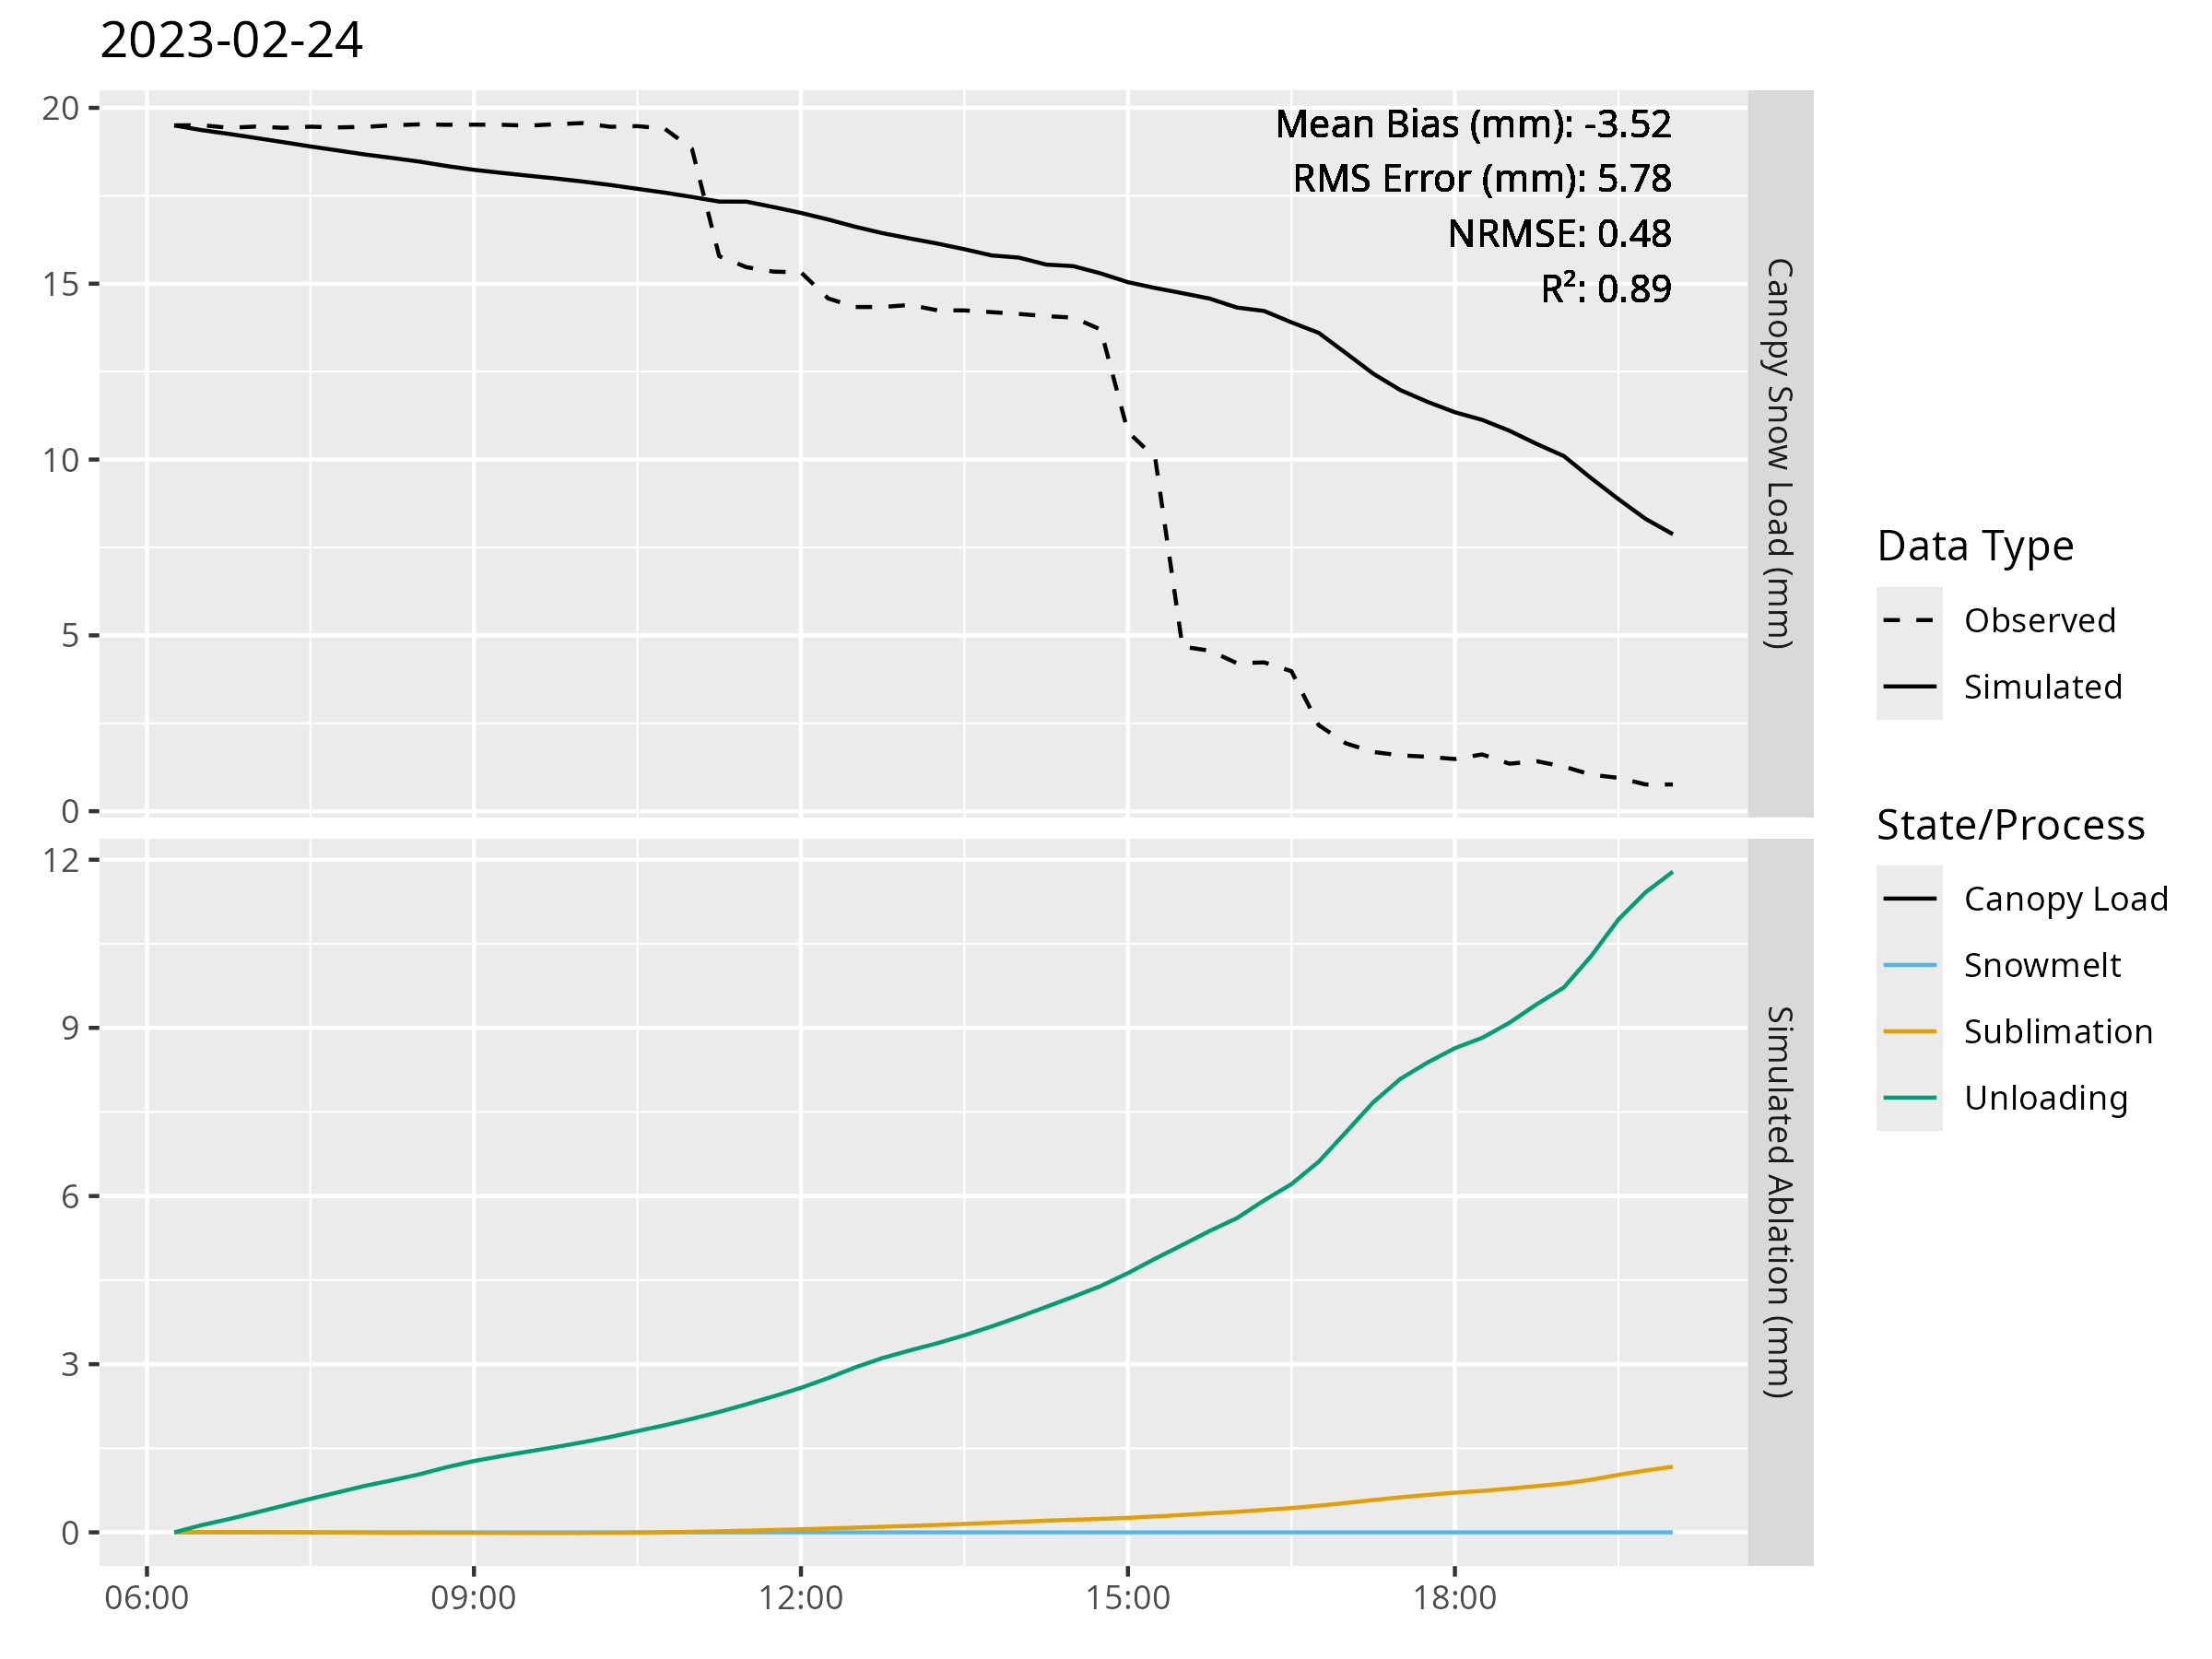 2023-02-24
20
15
10
5
0
Mean Bias (mm): -3.52
RMS Error (mm): 5.78
NRMSE: 0.48
R²: 0.89
Canopy Snow Load (mm)
12
9
6
3
0
Simulated Ablation (mm)
06:00
09:00
12:00
15:00
18:00
Data Type
Observed
Simulated
State/Process
Canopy Load
Snowmelt
Sublimation
Unloading